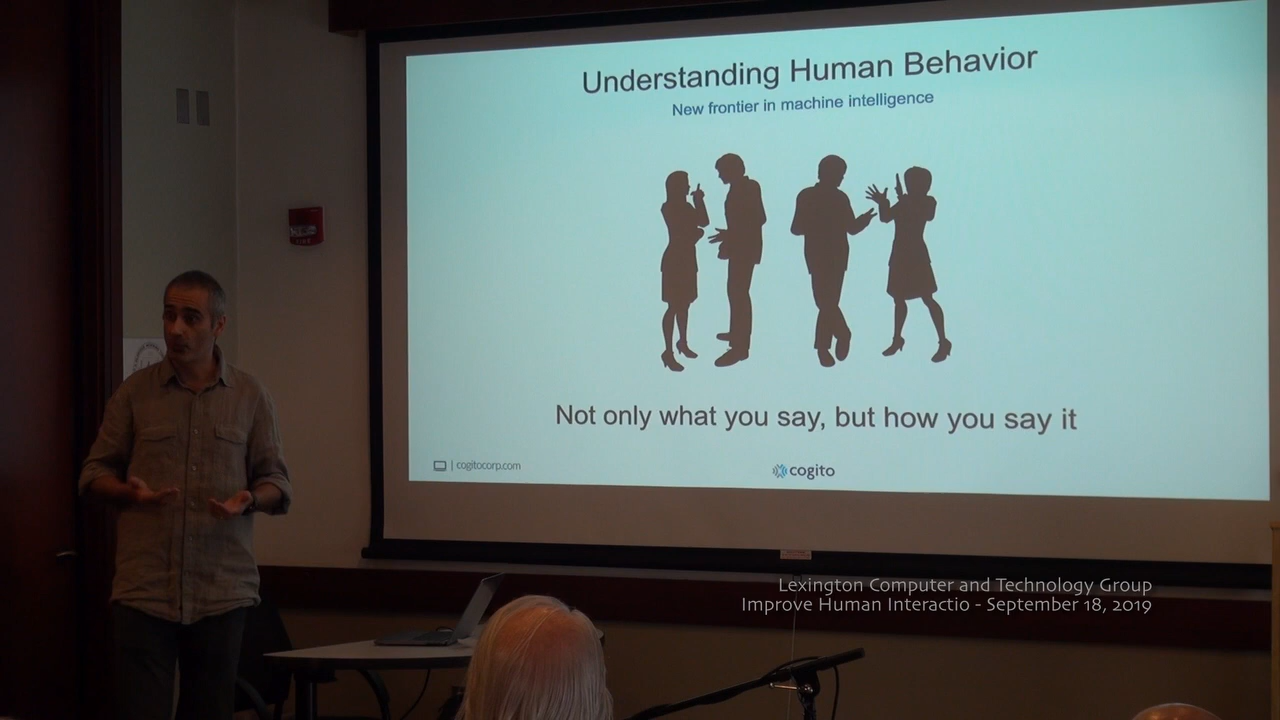 Understanding Human Behavior
New frontier in machine intelligence
Not only what you say, but how you say it
cogitocorp.com
cogito
Lexington Computer and Technology Group
Improve Human Interactio - September 18, 2019